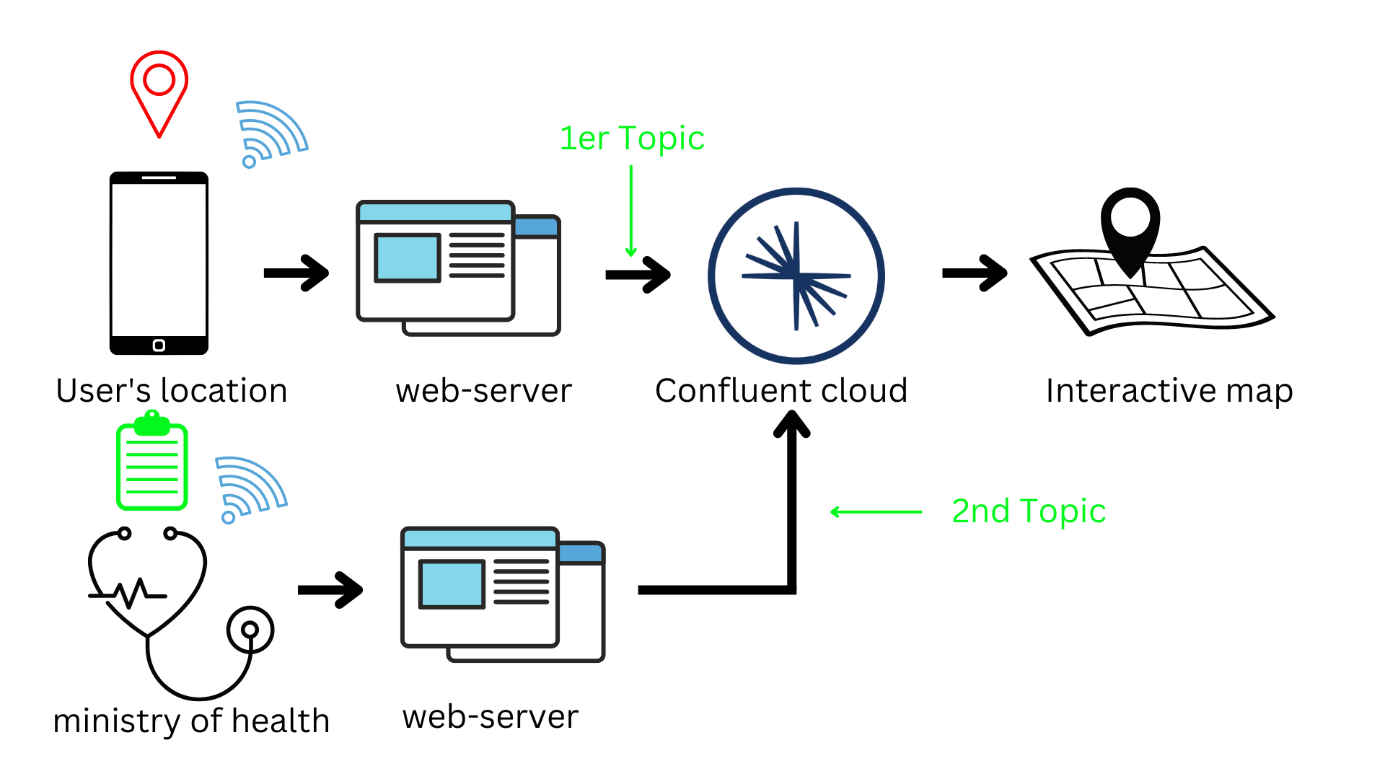 1er Topic
User's location
web-server
Confluent cloud
Interactive map
2nd Topic
ministry of health
web-server